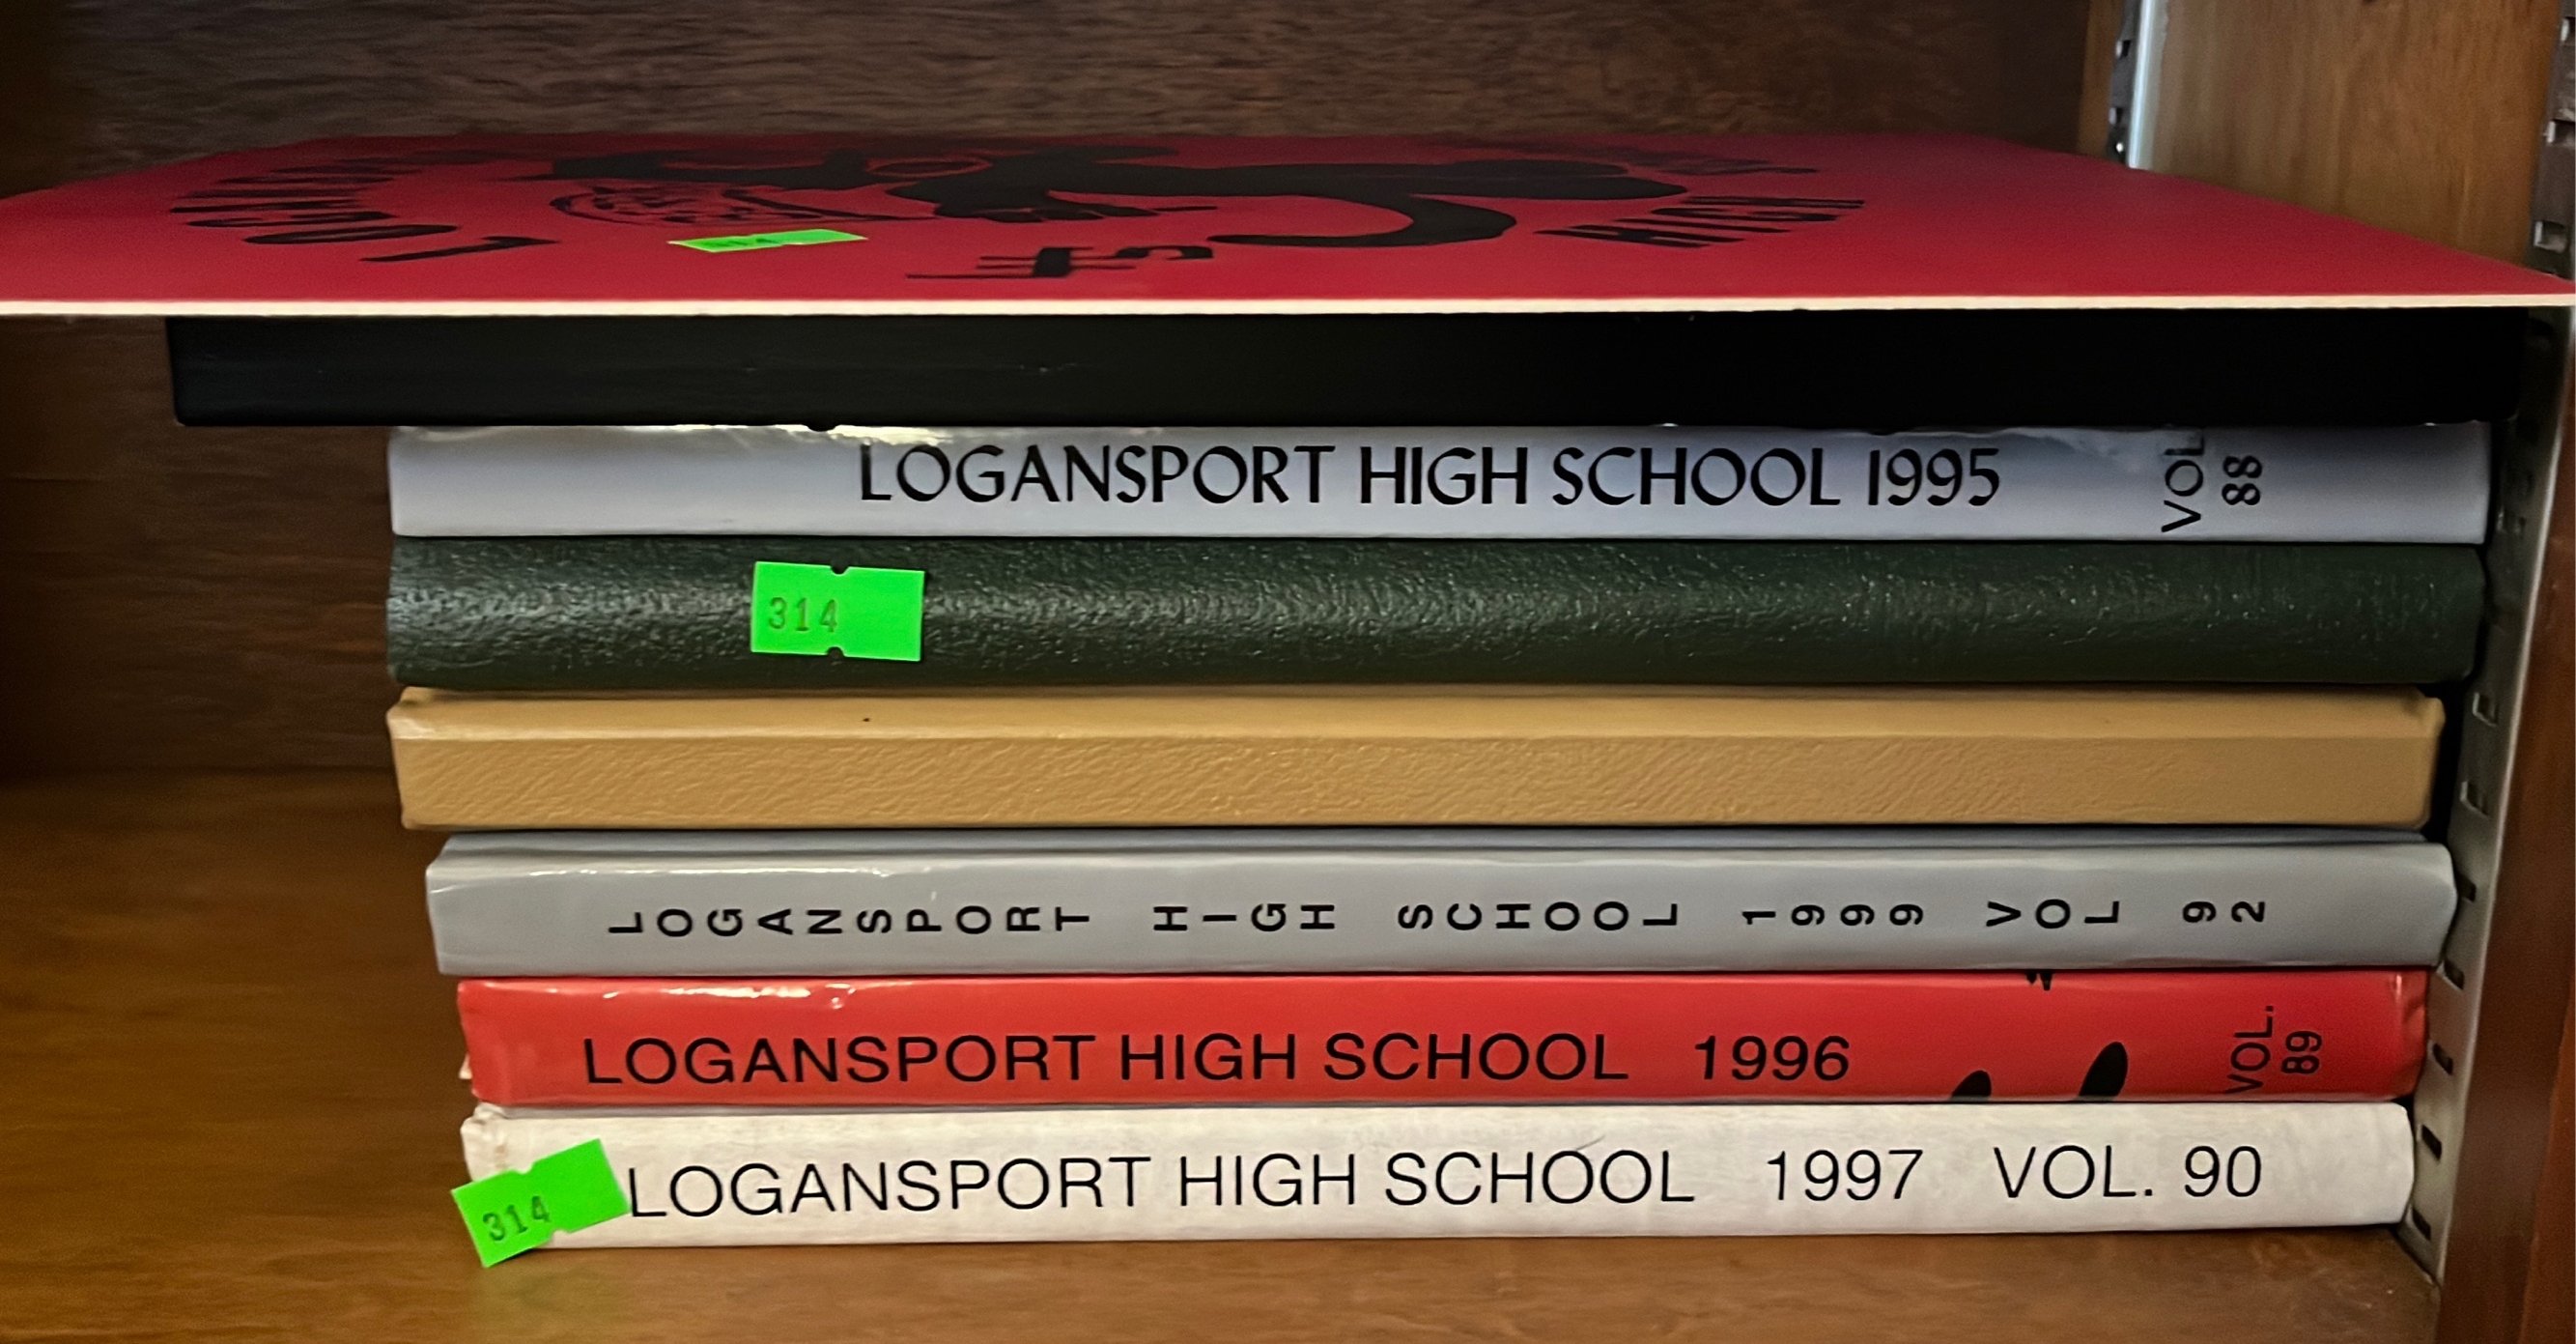 HIGH
LOGANSPORT HIGH SCHOOL 1995 VOL 88
314
LOGANSPORT HIGH SCHOOL 1999 VOL 92
LOGANSPORT HIGH SCHOOL 1996 VOL. 89
314
LOGANSPORT HIGH SCHOOL 1997 VOL. 90